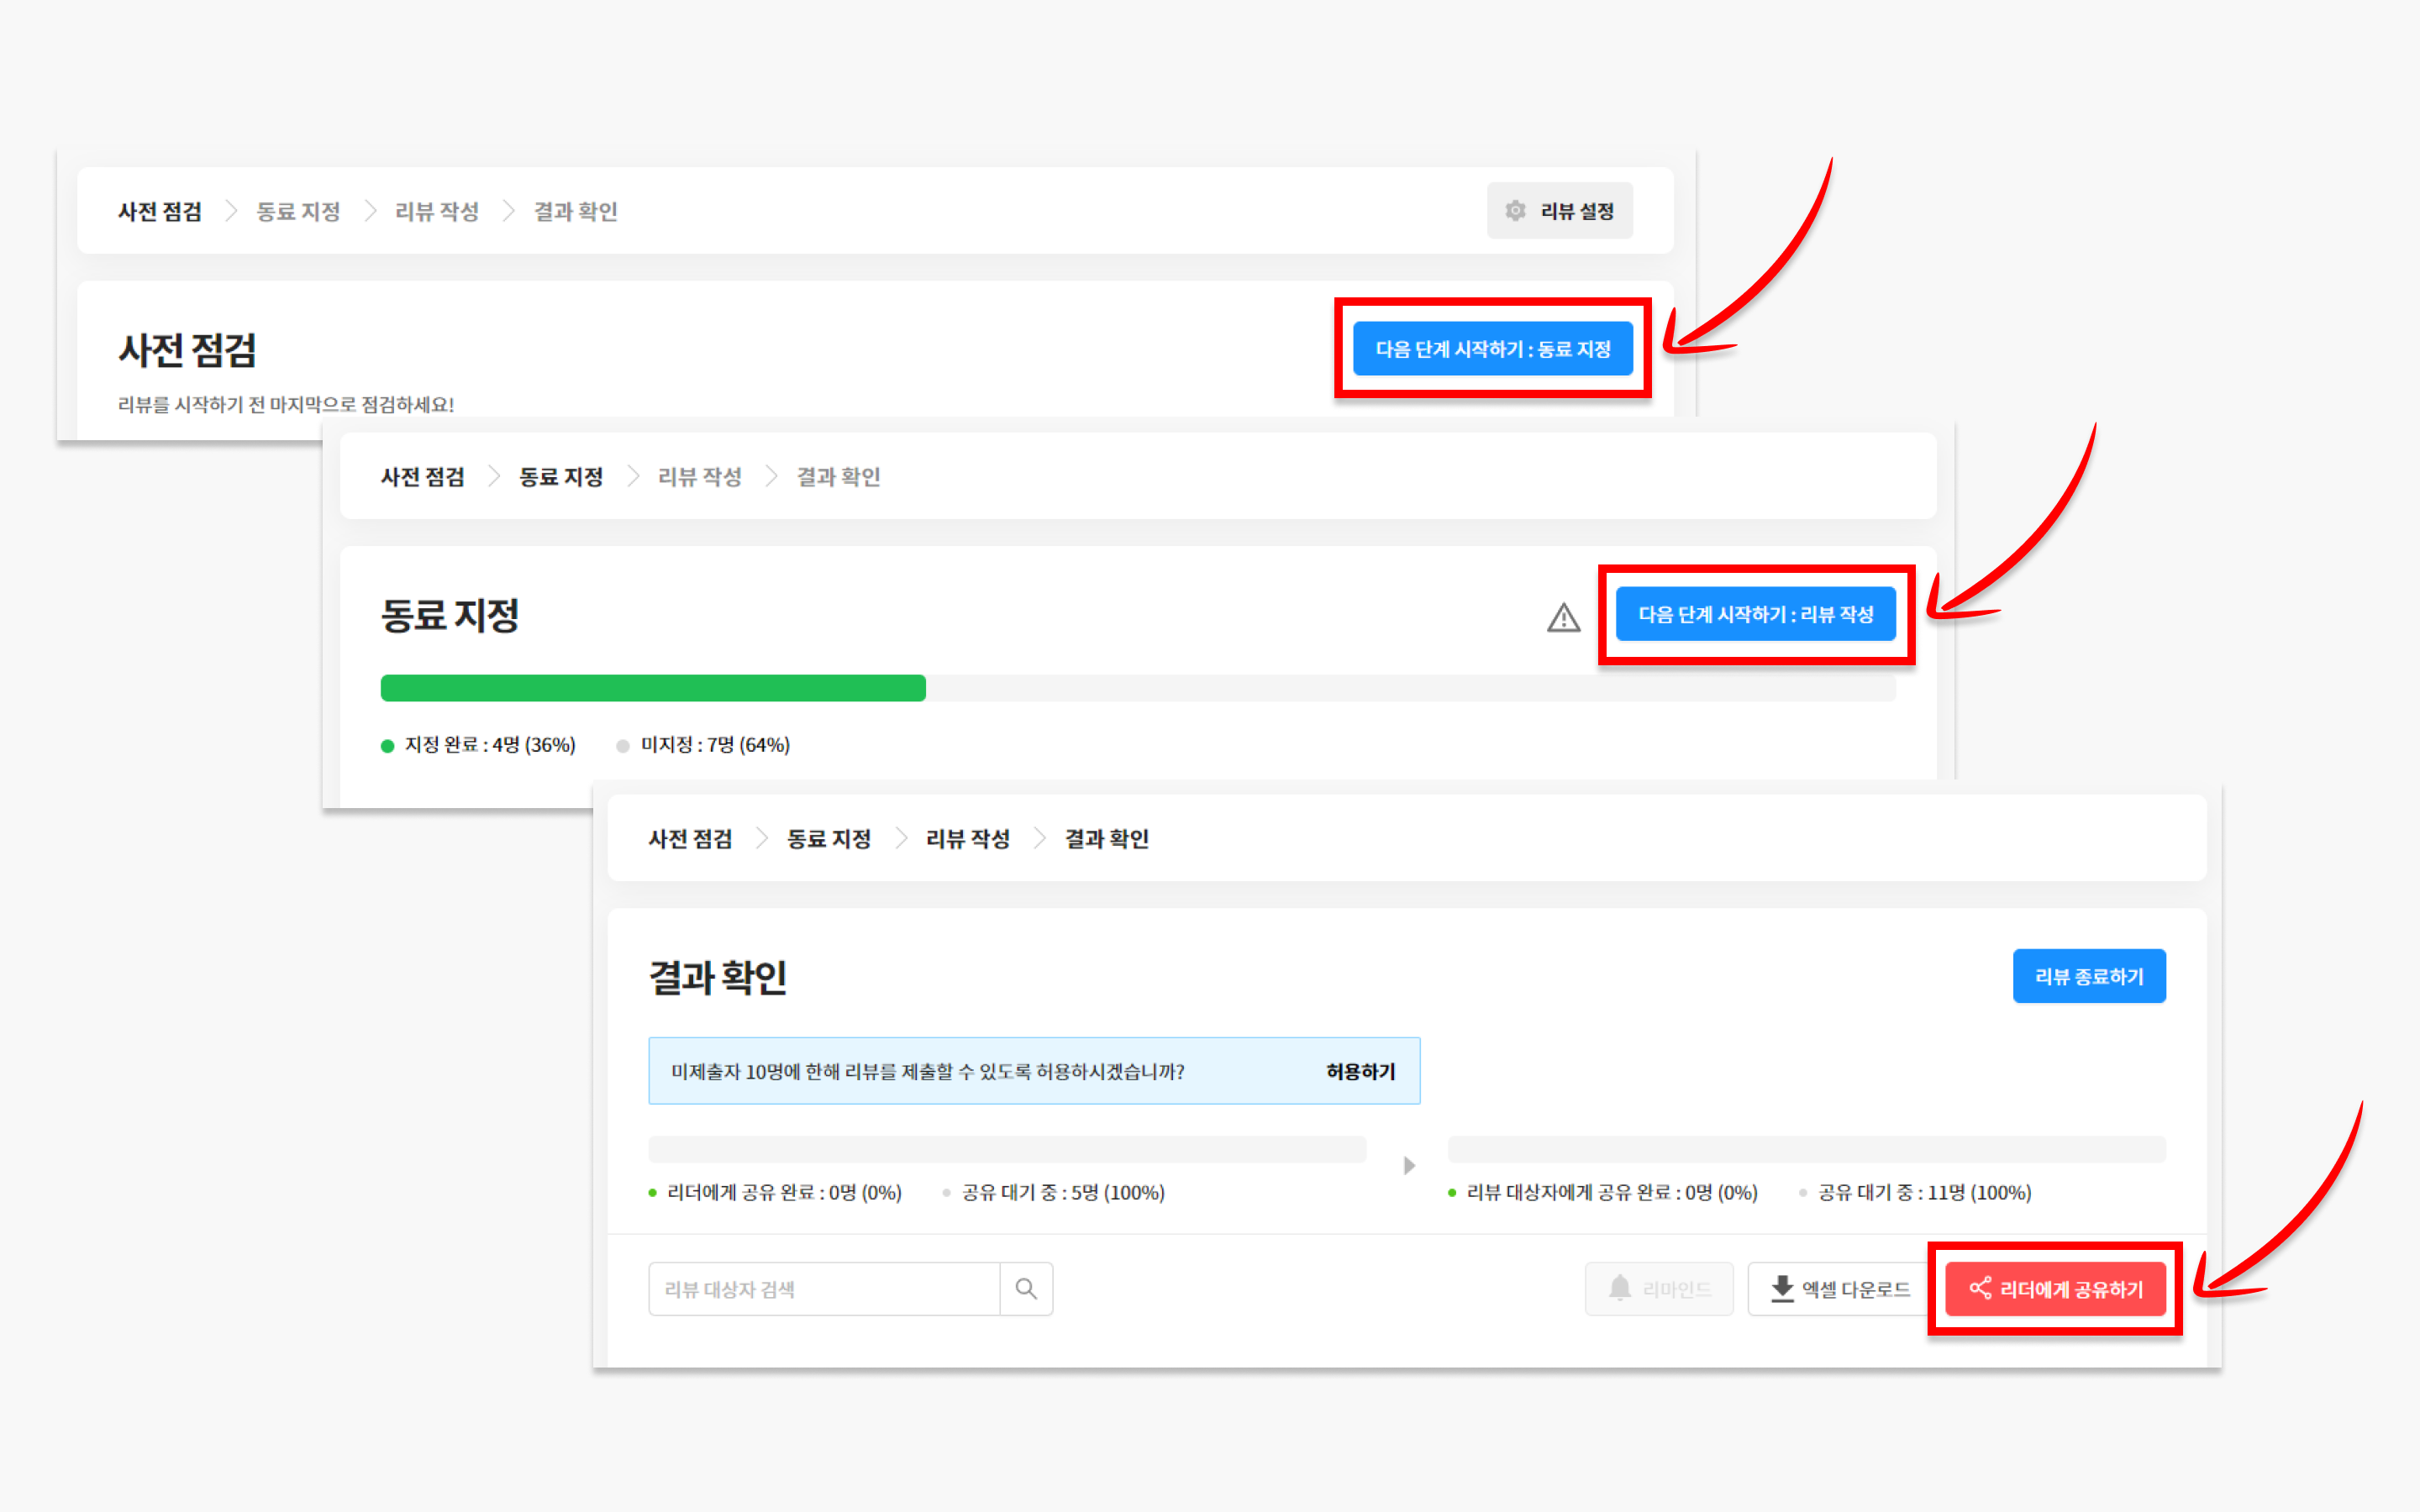 사전 점검 동료 지정 리뷰 작성 결과 확인 리뷰 설정
사전 점검 다음 단계 시작하기 : 동료 지정
리뷰를 시작하기 전 마지막으로 점검하세요!
사전 점검 동료 지정 리뷰 작성 결과 확인
동료 지정 다음 단계 시작하기 : 리뷰 작성
지정 완료 : 4명 (36%) 미지정 : 7명 (64%)
사전 점검 동료 지정 리뷰 작성 결과 확인
결과 확인 리뷰 종료하기
미제출자 10명에 한해 리뷰를 제출할 수 있도록 허용하시겠습니까? 허용하기
리더에게 공유 완료 : 0명 (0%) 공유 대기 중 : 5명 (100%) 리뷰 대상자에게 공유 완료 : 0명 (0%) 공유 대기 중 : 11명 (100%)
리뷰 대상자 검색 리마인드 엑셀 다운로드 리더에게 공유하기